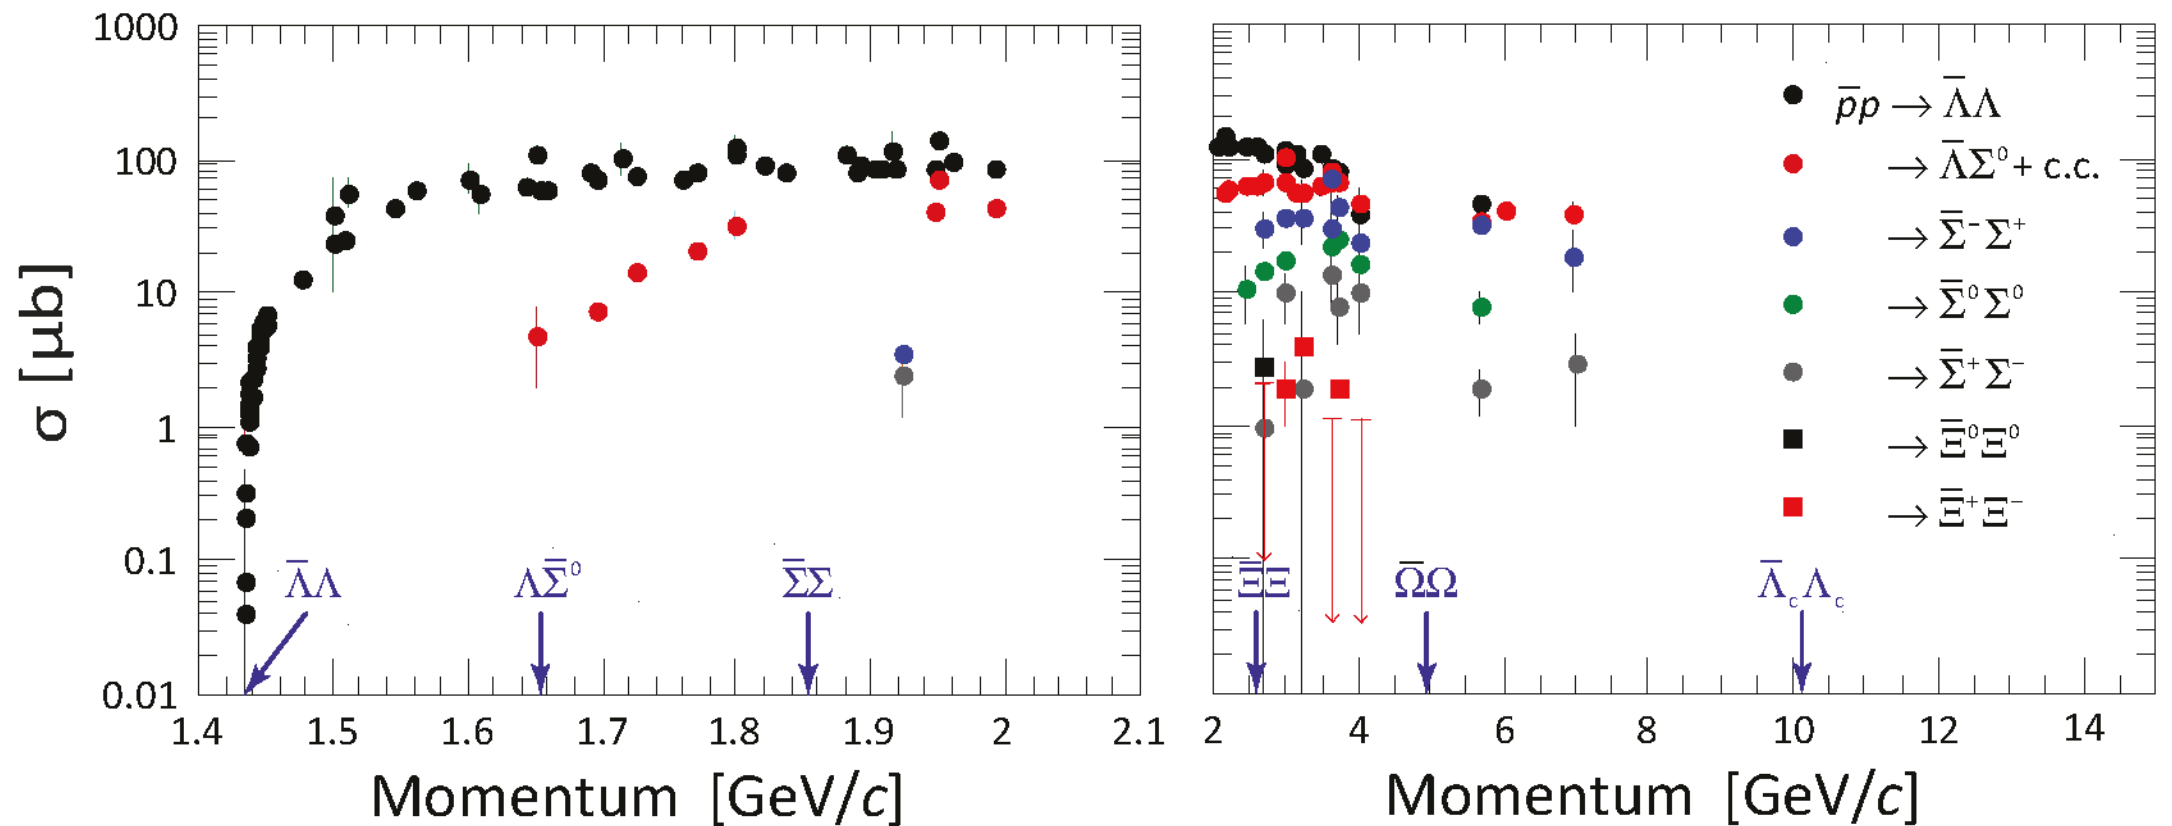 σ [μb]
1000
100
10
1
0.1
0.01
Λ̅Λ
ΛΣ̅⁰
Σ̅Σ
1.4 1.5 1.6 1.7 1.8 1.9 2 2.1
Momentum [GeV/c]
p̅p → Λ̅Λ
→ Λ̅Σ⁰ + c.c.
→ Σ̅⁻Σ⁺
→ Σ̅⁰Σ⁰
→ Σ̅⁺Σ⁻
→ Ξ̅⁰Ξ⁰
→ Ξ̅⁺Ξ⁻
Ξ̅Ξ
Ω̅Ω
Λ̅cΛc
2 4 6 8 10 12 14
Momentum [GeV/c]